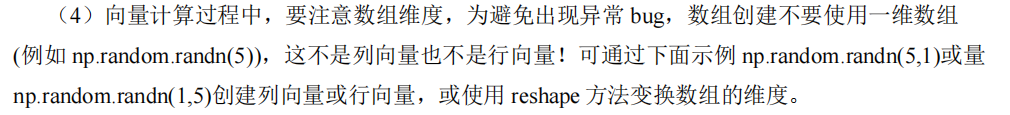 （4）向量计算过程中，要注意数组维度，为避免出现异常 bug，数组创建不要使用一维数组
(例如 np.random.randn(5))，这不是列向量也不是行向量！可通过下面示例 np.random.randn(5,1)或量
np.random.randn(1,5)创建列向量或行向量，或使用 reshape 方法变换数组的维度。